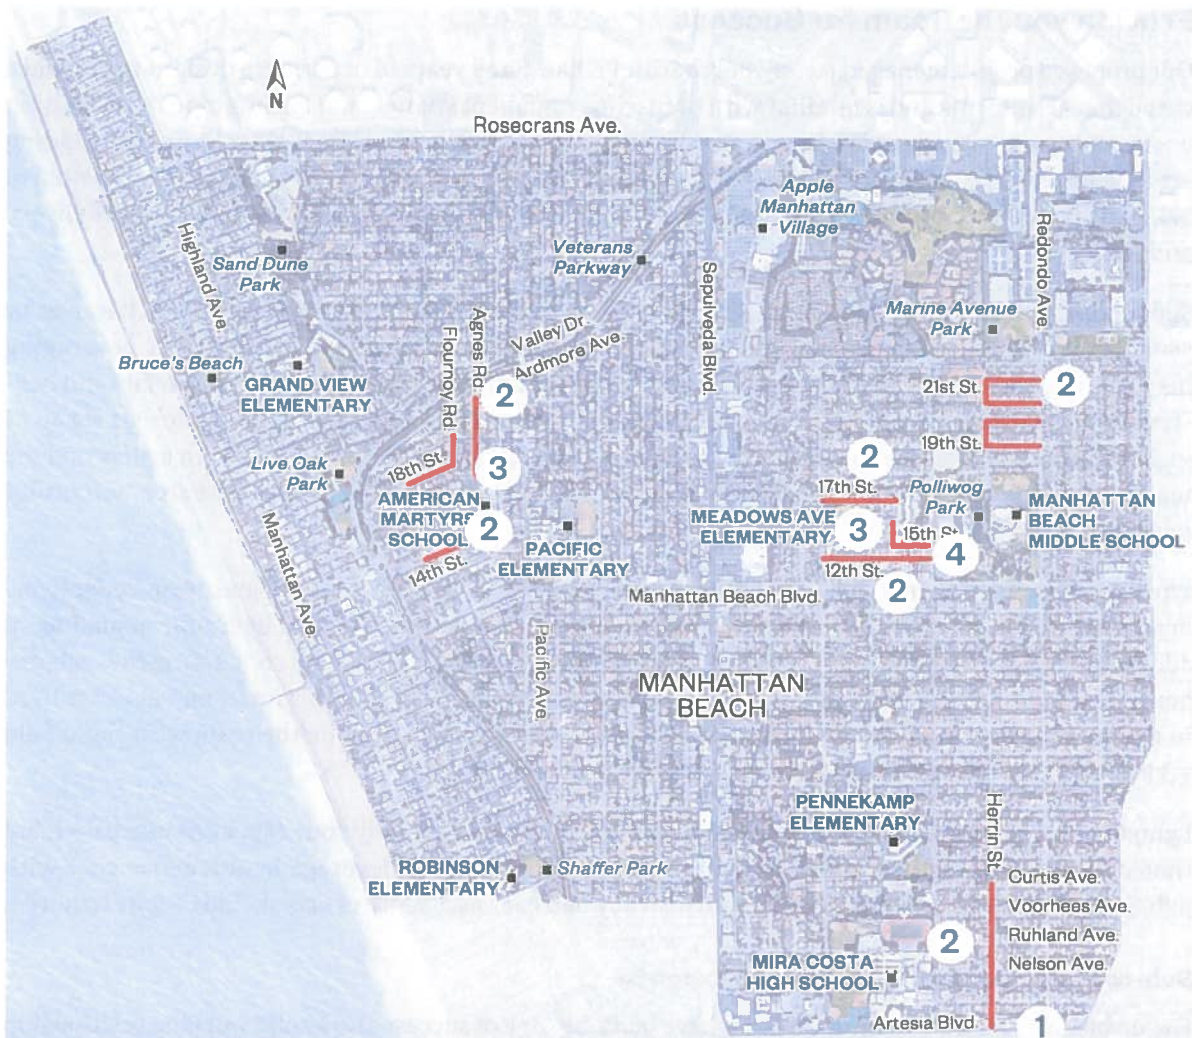 N
Rosecrans Ave.
Apple
Manhattan
Village
Highland Ave
Sand Dune
Park
Veterans
Parkway
Sepulveda Blvd.
Redondo Ave
Marine Avenue
Park
Agnes Rd.
Flournoy Rd.
Valley Dr.
Ardmore Ave.
Bruce's Beach
GRAND VIEW
ELEMENTARY
2
21st St.
2
19th St.
Live Oak
Park
18th St.
3
2
17th St.
Polliwog
Park
AMERICAN
MARTYRS
SCHOOL
2
PACIFIC
ELEMENTARY
MEADOWS AVE
ELEMENTARY
3
15th St.
4
MANHATTAN
BEACH
MIDDLE SCHOOL
14th St.
12th St.
2
Manhattan Ave.
Manhattan Beach Blvd.
Pacific Ave.
MANHATTAN
BEACH
PENNEKAMP
ELEMENTARY
Herrin St.
ROBINSON
ELEMENTARY
Shaffer Park
Curtis Ave.
Voorhees Ave.
Ruhland Ave.
Nelson Ave.
2
MIRA COSTA
HIGH SCHOOL
Artesia Blvd.
1